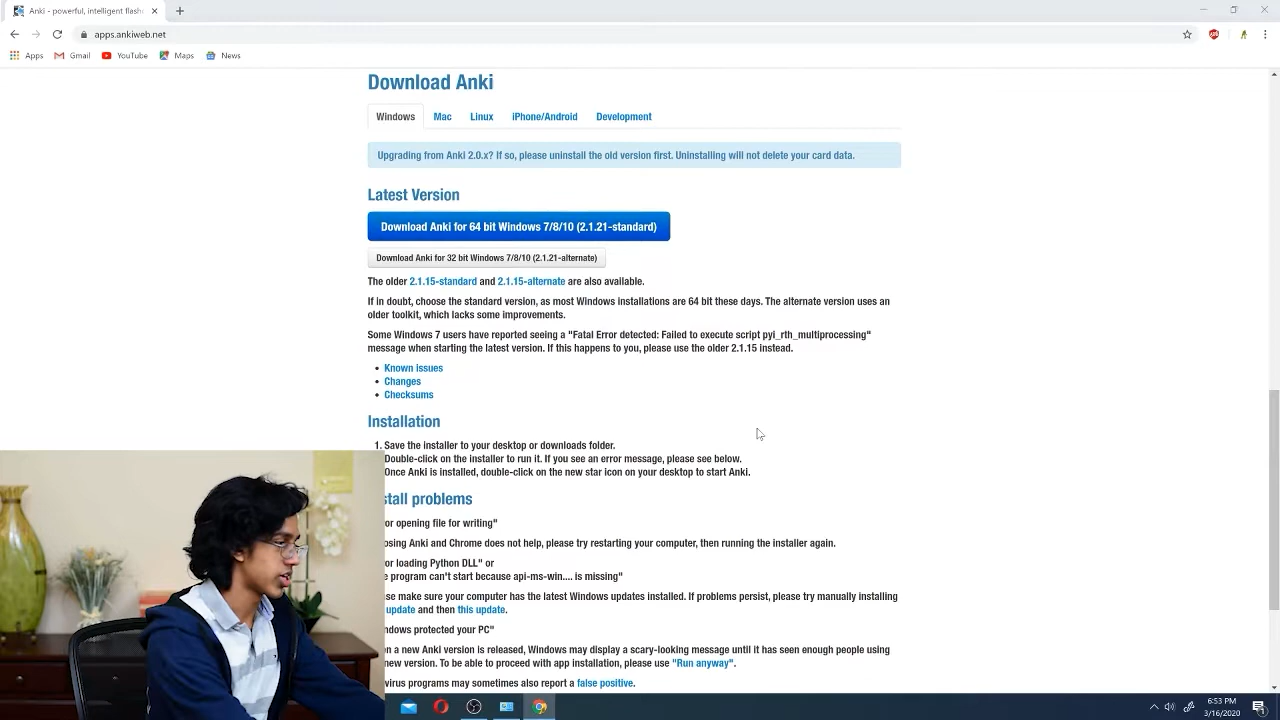 Anki - powerful, intelligent flash
apps.ankiweb.net
Apps Gmail YouTube Maps News
Download Anki
Windows Mac Linux iPhone/Android Development
Upgrading from Anki 2.0.x? If so, please uninstall the old version first. Uninstalling will not delete your card data.
Latest Version
Download Anki for 64 bit Windows 7/8/10 (2.1.21-standard)
Download Anki for 32 bit Windows 7/8/10 (2.1.21-alternate)
The older 2.1.15-standard and 2.1.15-alternate are also available.
If in doubt, choose the standard version, as most Windows installations are 64 bit these days. The alternate version uses an
older toolkit, which lacks some improvements.
Some Windows 7 users have reported seeing a "Fatal Error detected: Failed to execute script pyi_rth_multiprocessing"
message when starting the latest version. If this happens to you, please use the older 2.1.15 instead.
• Known issues
• Changes
• Checksums
Installation
1. Save the installer to your desktop or downloads folder.
Double-click on the installer to run it. If you see an error message, please see below.
Once Anki is installed, double-click on the new star icon on your desktop to start Anki.
stall problems
or opening file for writing"
osing Anki and Chrome does not help, please try restarting your computer, then running the installer again.
or loading Python DLL" or
e program can't start because api-ms-win.... is missing"
se make sure your computer has the latest Windows updates installed. If problems persist, please try manually installing
update and then this update.
ndows protected your PC"
n a new Anki version is released, Windows may display a scary-looking message until it has seen enough people using
new version. To be able to proceed with app installation, please use "Run anyway".
virus programs may sometimes also report a false positive.
6:53 PM
3/16/2020